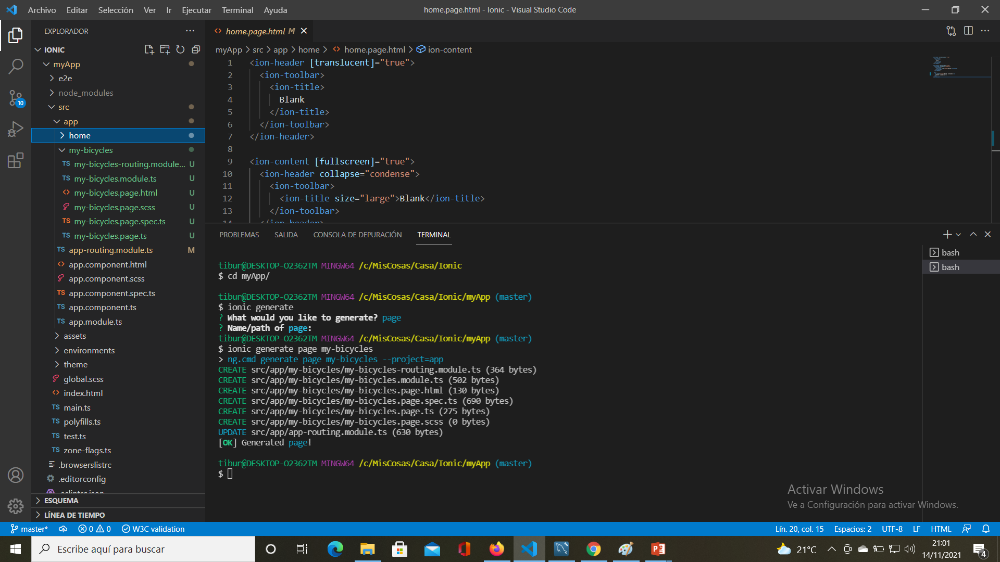 Archivo Editar Selección Ver Ir Ejecutar Terminal Ayuda
home.page.html - Ionic - Visual Studio Code
EXPLORADOR
IONIC
myApp
e2e
node_modules
src
app
home
my-bicycles
my-bicycles-routing.module... U
my-bicycles.module.ts U
my-bicycles.page.html U
my-bicycles.page.scss U
my-bicycles.page.spec.ts U
my-bicycles.page.ts U
app-routing.module.ts M
app.component.html
app.component.scss
app.component.spec.ts
app.component.ts
app.module.ts
assets
environments
theme
global.scss
index.html
main.ts
polyfills.ts
test.ts
zone-flags.ts
.browserslistrc
.editorconfig
.eslintrc.json
ESQUEMA
LÍNEA DE TIEMPO
10
home.page.html M
myApp > src > app > home > home.page.html > ion-content
1 <ion-header [translucent]="true">
2 <ion-toolbar>
3 <ion-title>
4 Blank
5 </ion-title>
6 </ion-toolbar>
7 </ion-header>
8
9 <ion-content [fullscreen]="true">
10 <ion-header collapse="condense">
11 <ion-toolbar>
12 <ion-title size="large">Blank</ion-title>
13 </ion-toolbar>
14 </ion-header>
PROBLEMAS SALIDA CONSOLA DE DEPURACIÓN TERMINAL
tibur@DESKTOP-O2362TM MINGW64 /c/MisCosas/Casa/Ionic
$ cd myApp/
tibur@DESKTOP-O2362TM MINGW64 /c/MisCosas/Casa/Ionic/myApp (master)
$ ionic generate
? What would you like to generate? page
? Name/path of page:
tibur@DESKTOP-O2362TM MINGW64 /c/MisCosas/Casa/Ionic/myApp (master)
$ ionic generate page my-bicycles
> ng.cmd generate page my-bicycles --project=app
CREATE src/app/my-bicycles/my-bicycles-routing.module.ts (364 bytes)
CREATE src/app/my-bicycles/my-bicycles.module.ts (502 bytes)
CREATE src/app/my-bicycles/my-bicycles.page.html (130 bytes)
CREATE src/app/my-bicycles/my-bicycles.page.spec.ts (690 bytes)
CREATE src/app/my-bicycles/my-bicycles.page.ts (275 bytes)
CREATE src/app/my-bicycles/my-bicycles.page.scss (0 bytes)
UPDATE src/app/app-routing.module.ts (630 bytes)
[OK] Generated page!
tibur@DESKTOP-O2362TM MINGW64 /c/MisCosas/Casa/Ionic/myApp (master)
$
bash
bash
Activar Windows
Ve a Configuración para activar Windows.
master* 0 0 W3C validation
Lín. 20, col. 15 Espacios: 2 UTF-8 LF HTML
Escribe aquí para buscar
21°C
21:01
14/11/2021
4